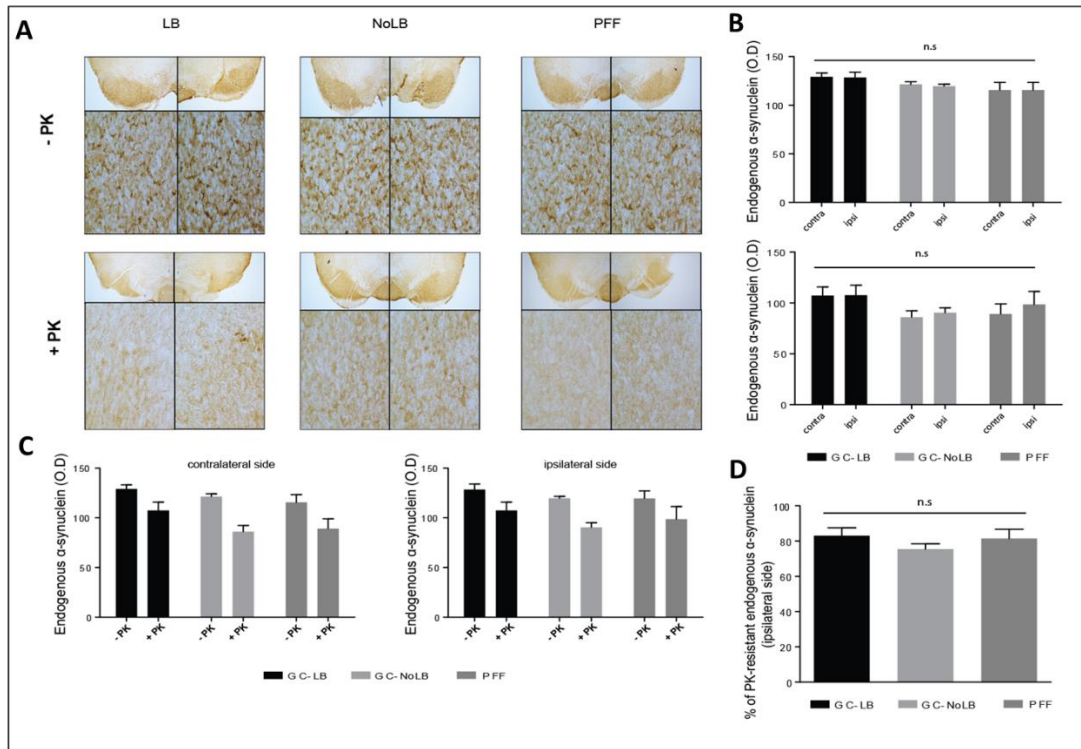 A
LB
NoLB
PFF
- PK
+ PK
B
n.s
Endogenous α-synuclein (O.D)
150
100
50
0
contra
ipsi
contra
ipsi
contra
ipsi
n.s
Endogenous α-synuclein (O.D)
150
100
50
0
contra
ipsi
contra
ipsi
contra
ipsi
GC-LB
GC-NoLB
PFF
C
contralateral side
Endogenous α-synuclein (O.D)
150
100
50
0
- PK
+ PK
- PK
+ PK
- PK
+ PK
ipsilateral side
Endogenous α-synuclein (O.D)
150
100
50
0
- PK
+ PK
- PK
+ PK
- PK
+ PK
GC-LB
GC-NoLB
PFF
D
n.s
% of PK-resistant endogenous α-synuclein
(ipsilateral side)
100
80
60
40
20
0
GC-LB
GC-NoLB
PFF